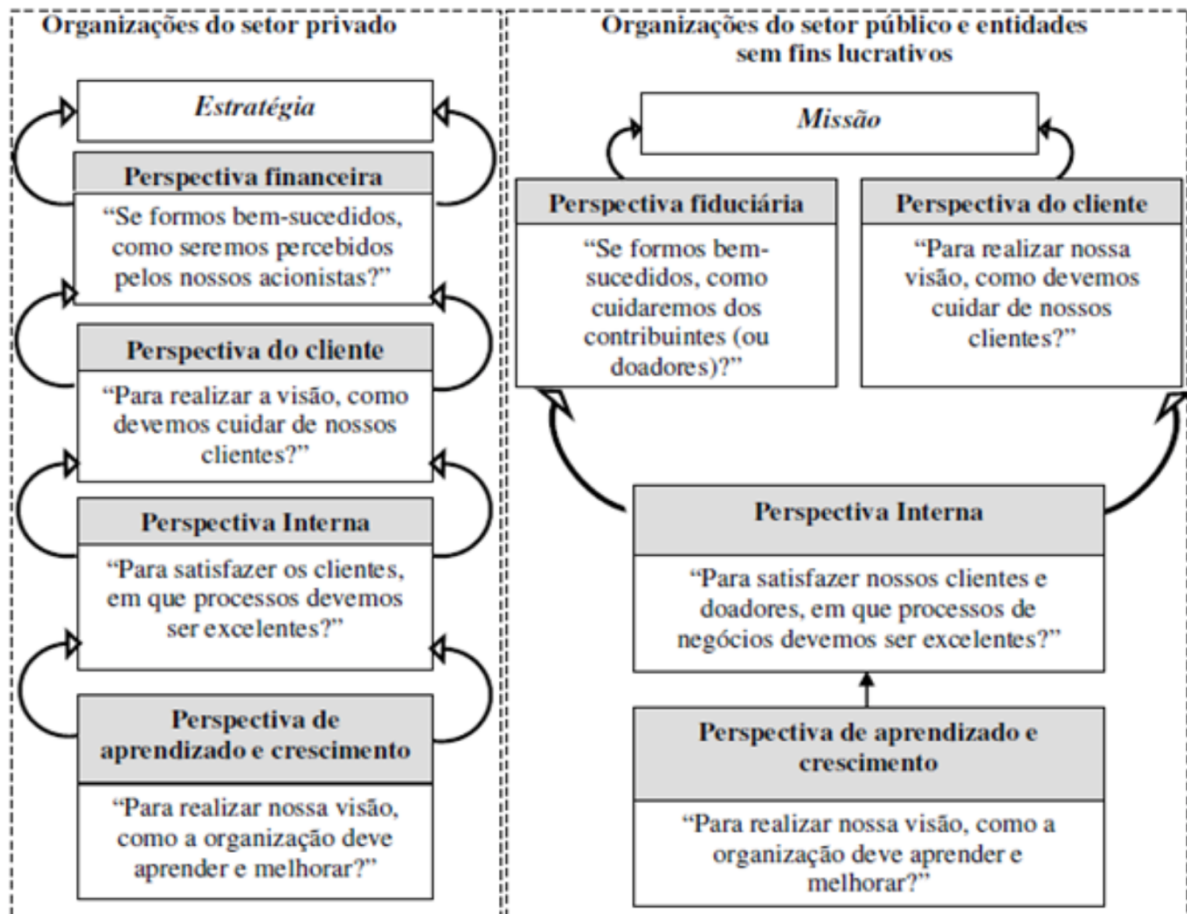 Organizações do setor privado
Estratégia
Perspectiva financeira
“Se formos bem-sucedidos,
como seremos percebidos
pelos nossos acionistas?”
Perspectiva do cliente
“Para realizar a visão, como
devemos cuidar de nossos
clientes?”
Perspectiva Interna
“Para satisfazer os clientes,
em que processos devemos
ser excelentes?”
Perspectiva de
aprendizado e crescimento
“Para realizar nossa visão,
como a organização deve
aprender e melhorar?”
Organizações do setor público e entidades
sem fins lucrativos
Missão
Perspectiva fiduciária
“Se formos bem-
sucedidos, como
cuidaremos dos
contribuintes (ou
doadores)?”
Perspectiva do cliente
“Para realizar nossa
visão, como devemos
cuidar de nossos
clientes?”
Perspectiva Interna
“Para satisfazer nossos clientes e
doadores, em que processos de
negócios devemos ser excelentes?”
Perspectiva de aprendizado e
crescimento
“Para realizar nossa visão, como a
organização deve aprender e
melhorar?”